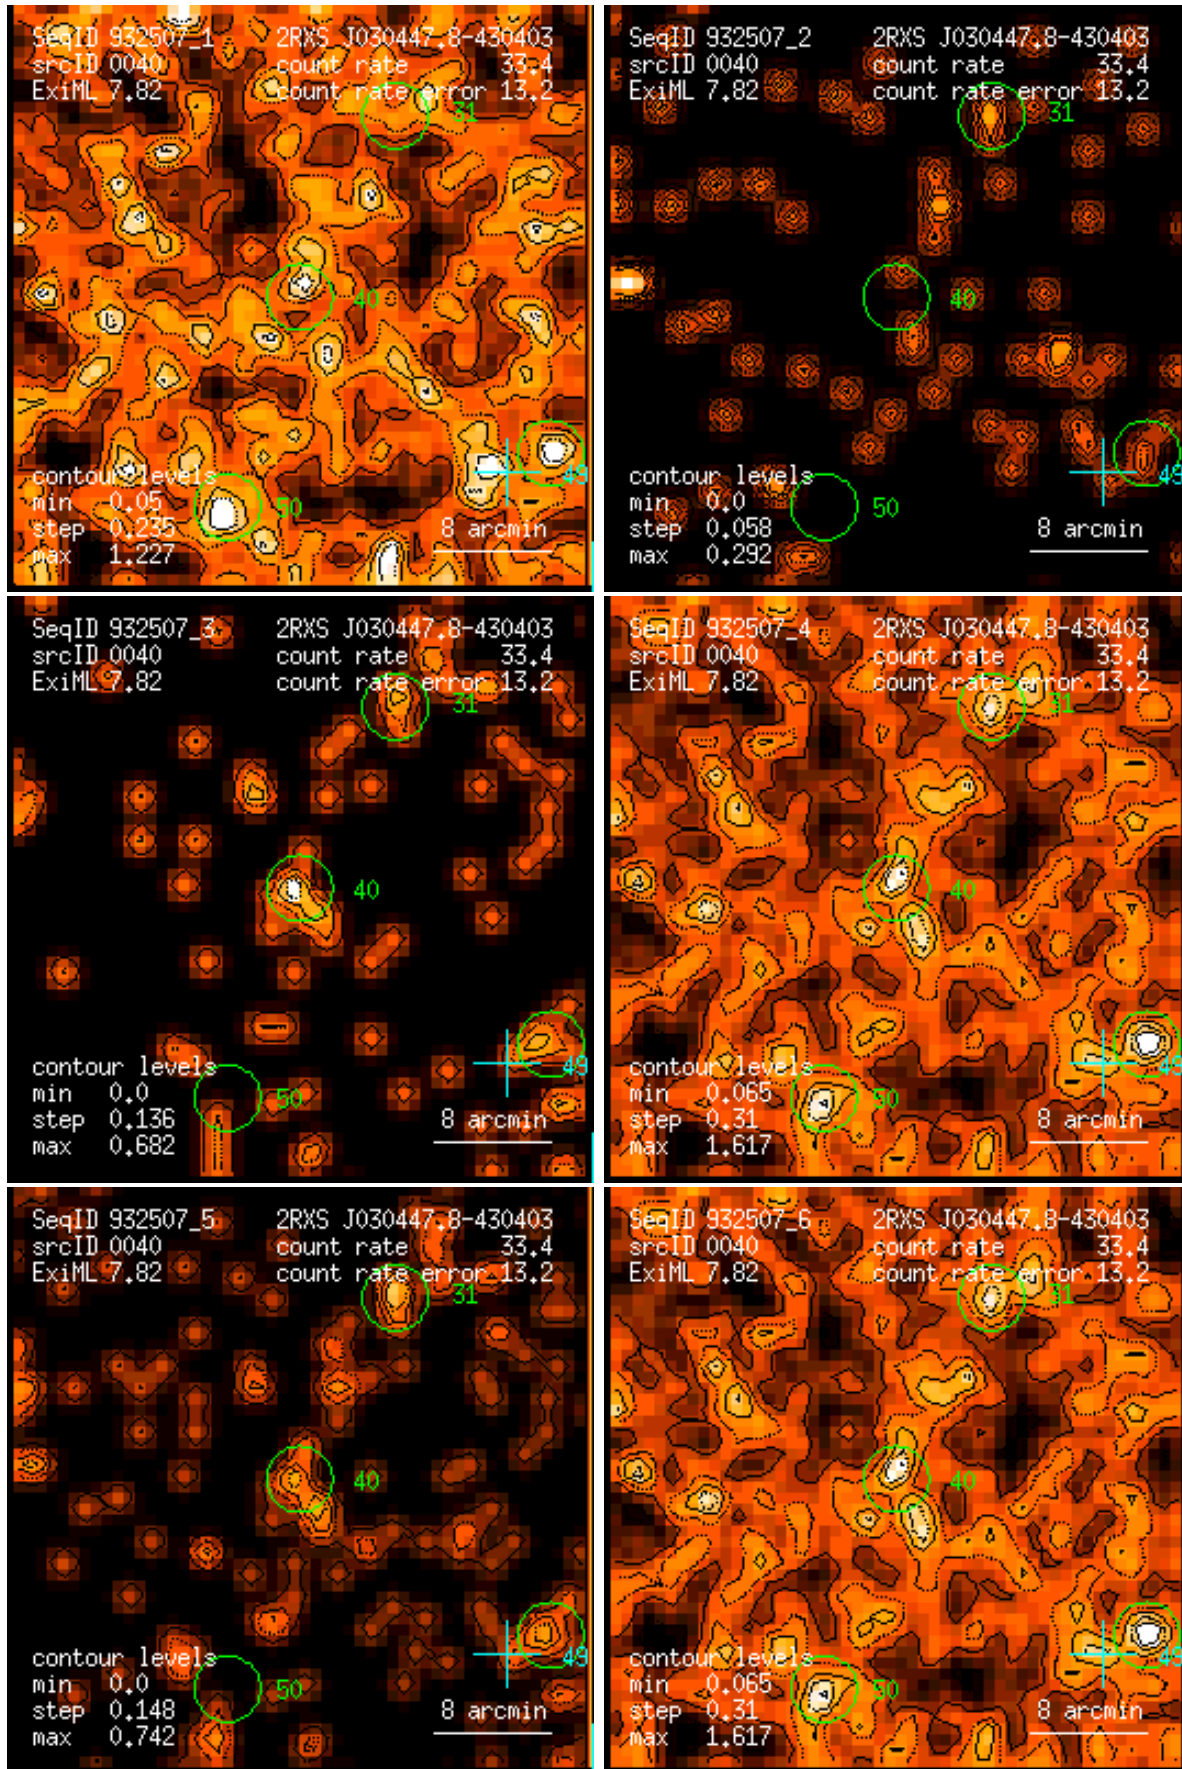 SeqID 932507_1 2RXS J030447.8-430403
srcID 0040 count rate 33.4
ExiML 7.82 count rate error 13.2
31
40
49
contour levels
50
min 0.05
step 0.235 8 arcmin
max 1.227
SeqID 932507_2 2RXS J030447.8-430403
srcID 0040 count rate 33.4
ExiML 7.82 count rate error 13.2
31
40
49
contour levels
50
min 0.0
step 0.058 8 arcmin
max 0.292
SeqID 932507_3 2RXS J030447.8-430403
srcID 0040 count rate 33.4
ExiML 7.82 count rate error 13.2
31
40
49
contour levels
50
min 0.0
step 0.136 8 arcmin
max 0.682
SeqID 932507_4 2RXS J030447.8-430403
srcID 0040 count rate 33.4
ExiML 7.82 count rate error 13.2
31
40
49
contour levels
50
min 0.065
step 0.31 8 arcmin
max 1.617
SeqID 932507_5 2RXS J030447.8-430403
srcID 0040 count rate 33.4
ExiML 7.82 count rate error 13.2
31
40
49
contour levels
50
min 0.0
step 0.148 8 arcmin
max 0.742
SeqID 932507_6 2RXS J030447.8-430403
srcID 0040 count rate 33.4
ExiML 7.82 count rate error 13.2
31
40
49
contour levels
50
min 0.065
step 0.31 8 arcmin
max 1.617